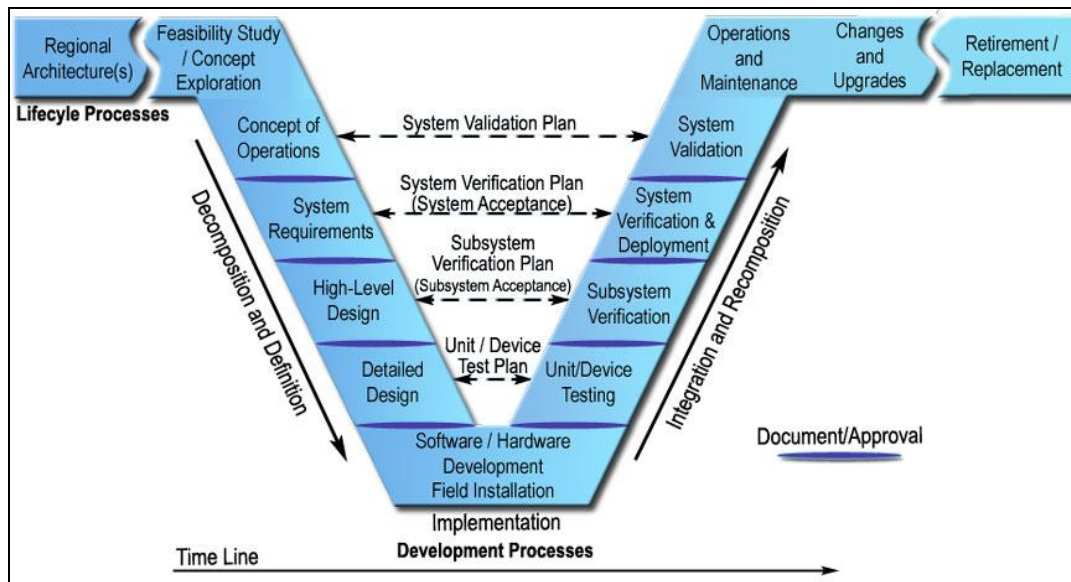 Regional
Architecture(s)
Feasibility Study
/ Concept
Exploration
Operations
and
Maintenance
Changes
and
Upgrades
Retirement /
Replacement
Lifecyle Processes
Concept of
Operations
System Validation Plan
System
Validation
System
Requirements
System Verification Plan
(System Acceptance)
System
Verification &
Deployment
High-Level
Design
Subsystem
Verification Plan
(Subsystem Acceptance)
Subsystem
Verification
Detailed
Design
Unit / Device
Test Plan
Unit/Device
Testing
Decomposition and Definition
Integration and Recomposition
Software / Hardware
Development
Field Installation
Implementation
Development Processes
Document/Approval
Time Line